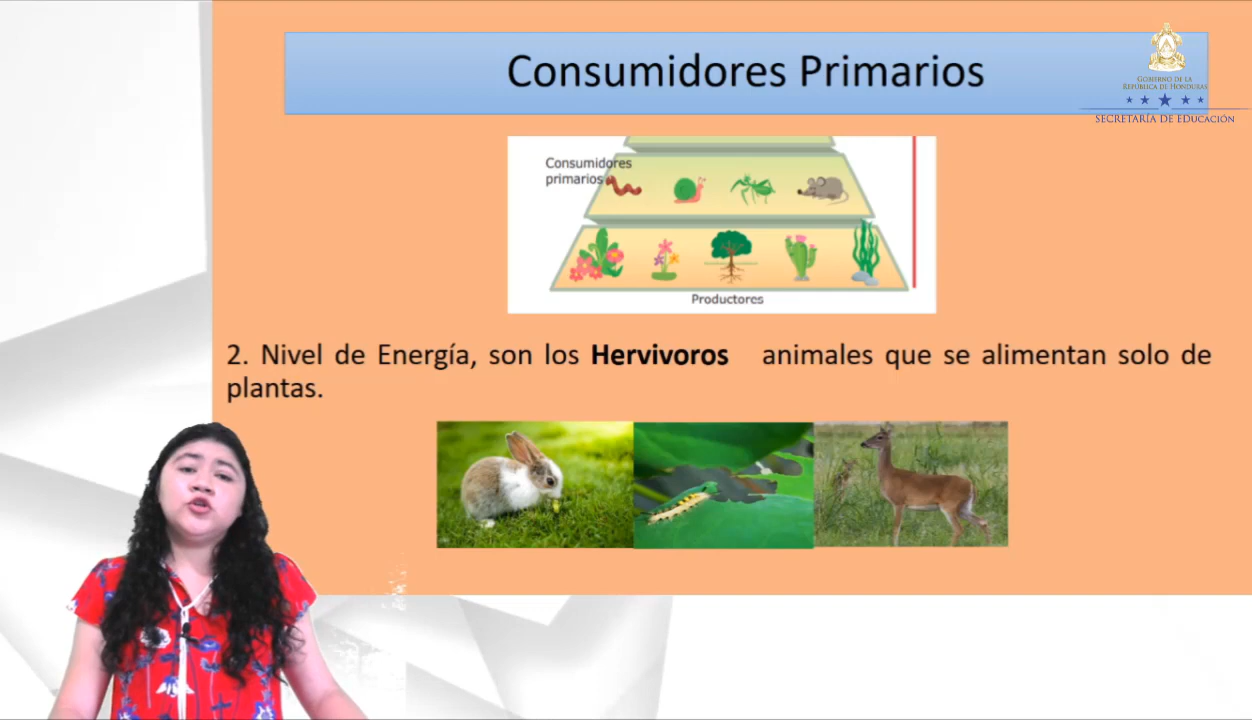 Consumidores Primarios
GOBIERNO DE LA
REPÚBLICA DE HONDURAS
SECRETARÍA DE EDUCACIÓN
Consumidores
primarios
Productores
2. Nivel de Energía, son los Hervivoros animales que se alimentan solo de
plantas.